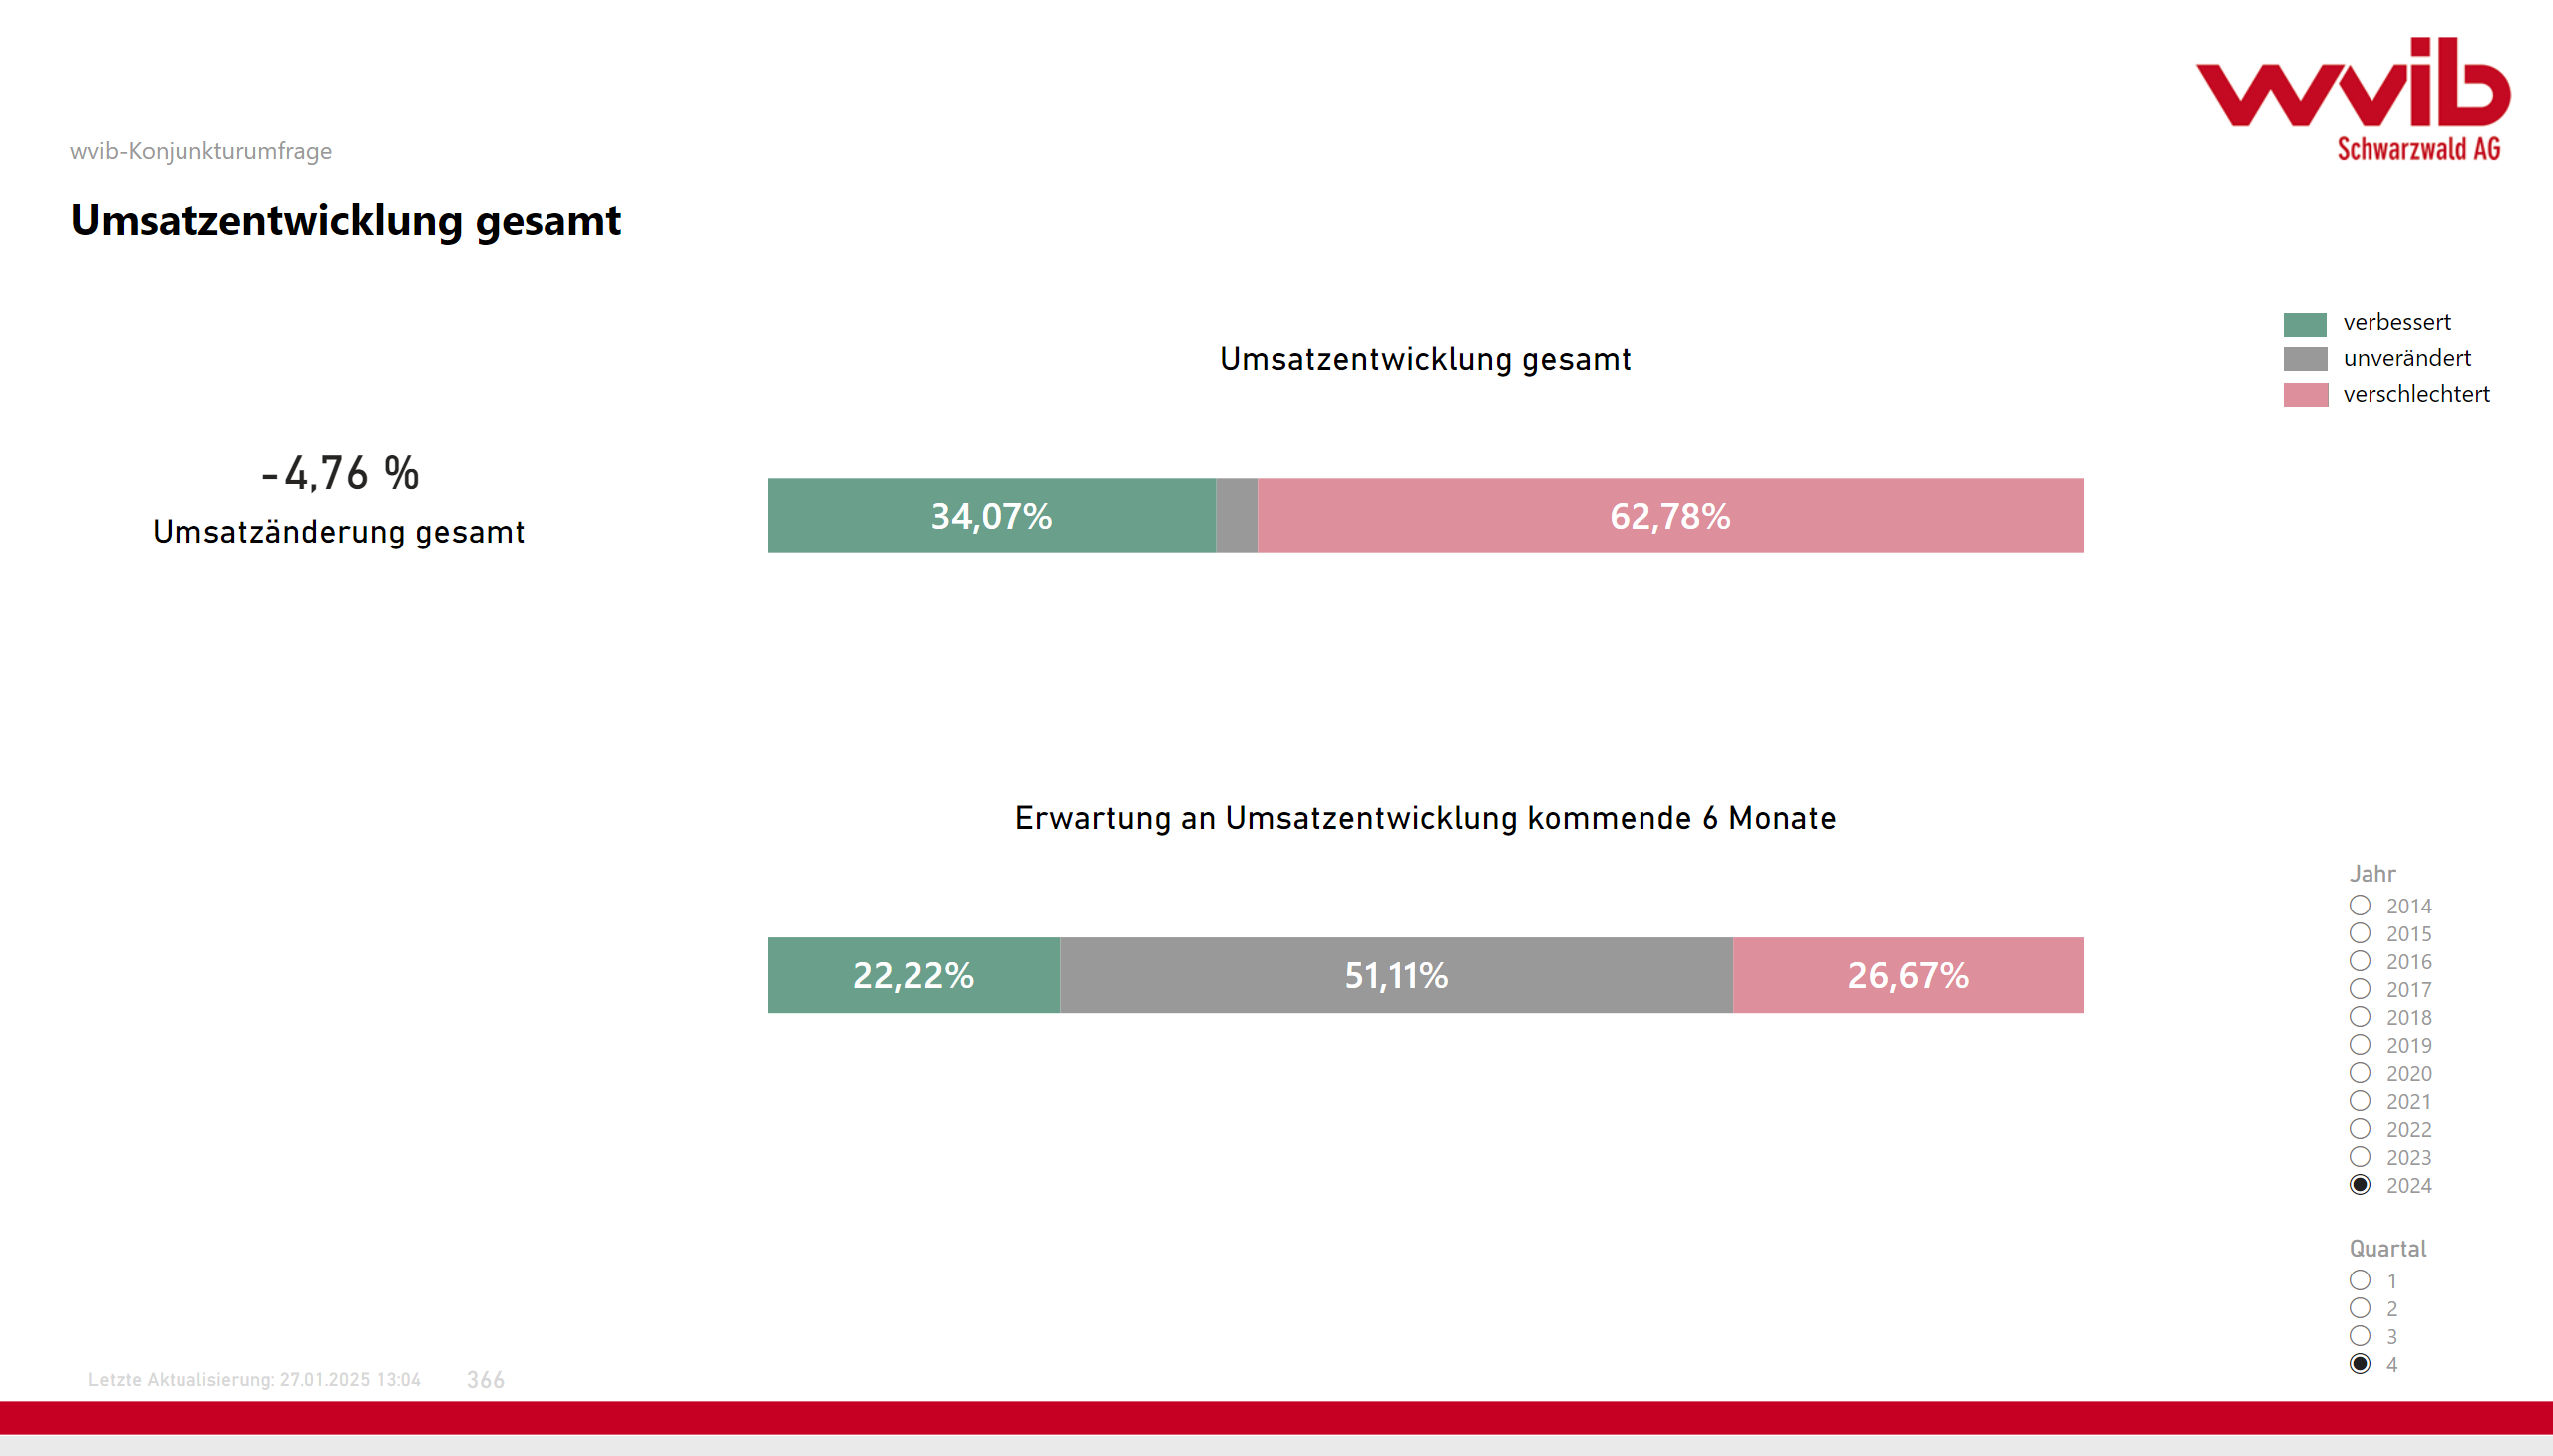 wvib
Schwarzwald AG
wvib-Konjunkturumfrage
Umsatzentwicklung gesamt
verbessert
unverändert
verschlechtert
Umsatzentwicklung gesamt
-4,76 %
Umsatzänderung gesamt
34,07%
62,78%
Erwartung an Umsatzentwicklung kommende 6 Monate
22,22%
51,11%
26,67%
Jahr
2014
2015
2016
2017
2018
2019
2020
2021
2022
2023
2024
Quartal
1
2
3
4
Letzte Aktualisierung: 27.01.2025 13:04
366